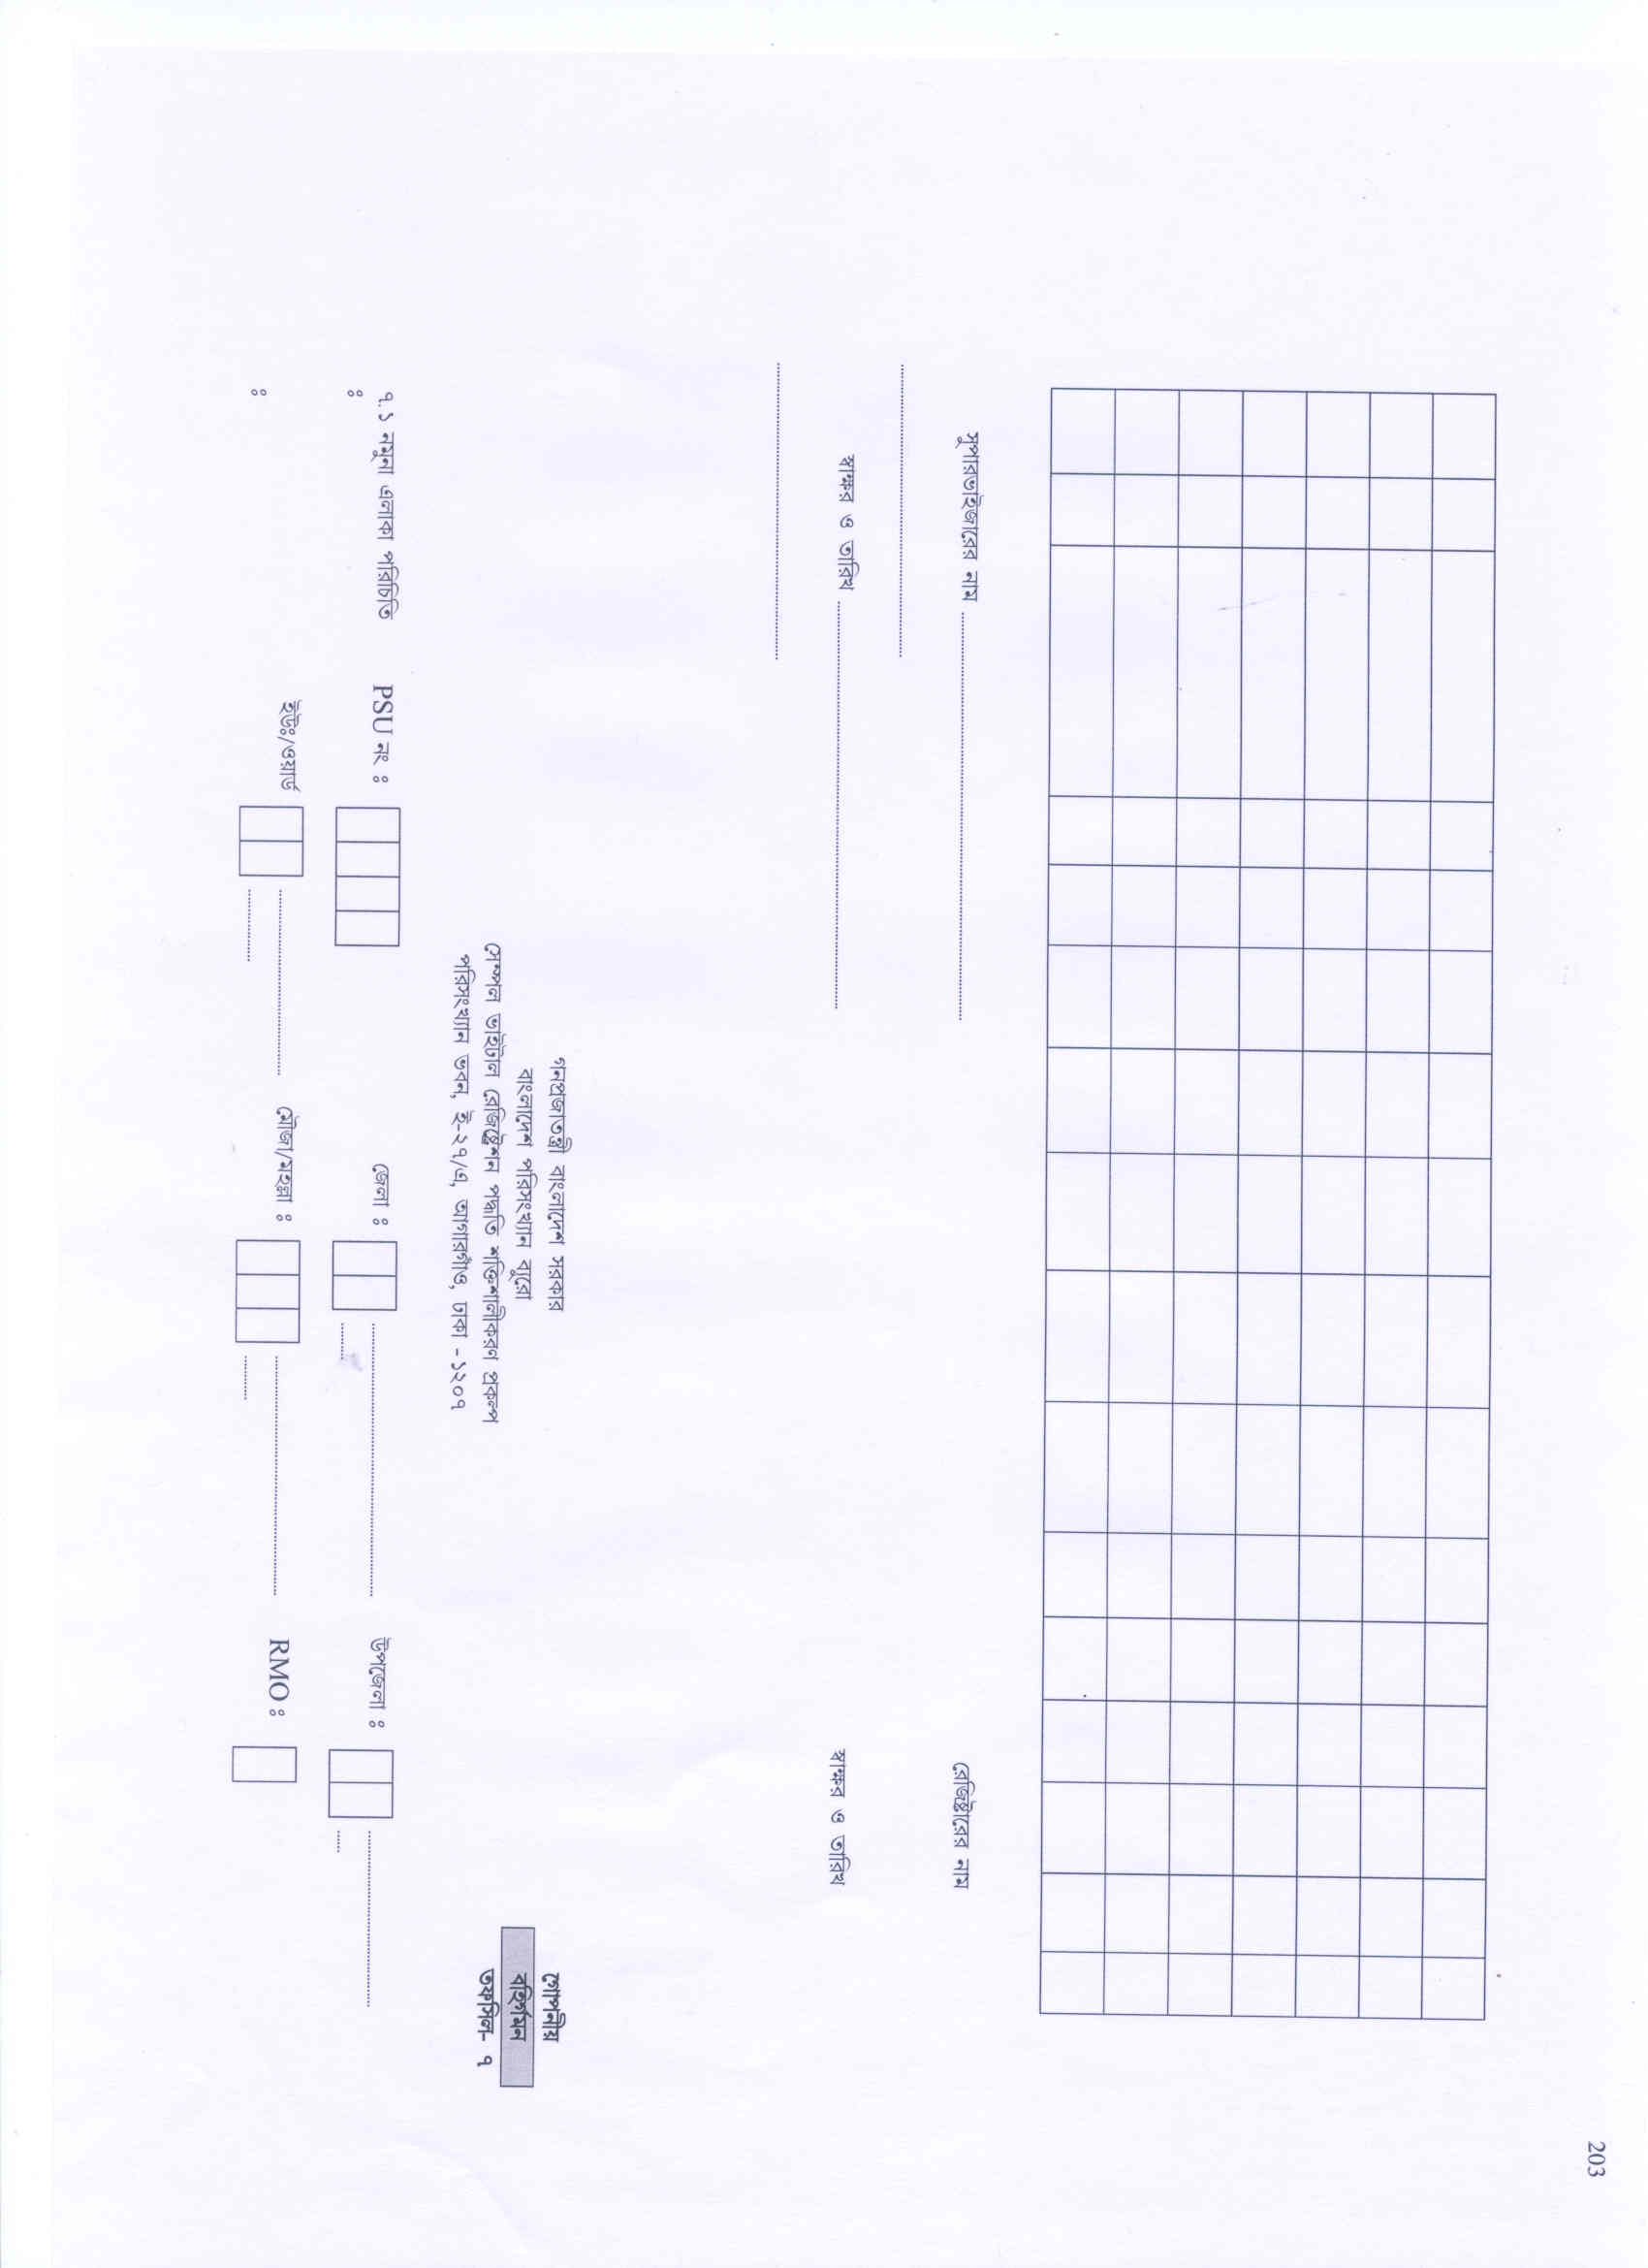 203
সুপারভাইজারের নাম ........................ রেজিষ্ট্রারের নাম
........................
স্বাক্ষর ও তারিখ ........................ স্বাক্ষর ও তারিখ
........................
গনপ্রজাতন্ত্রী বাংলাদেশ সরকার গোপনীয়
বাংলাদেশ পরিসংখ্যান বুরো বহির্গমন
সেম্পল ভাইটাল রেজিষ্ট্রেশন পদ্ধতি শক্তিশালীকরণ প্রকল্প তফসিল- ৭
পরিসংখ্যান ভবন, ই-২৭/এ, আগারগাঁও, ঢাকা - ১২০৭
৭.১ নমুনা এলাকা পরিচিতি PSU নং ঃ জেলা ঃ ........................ উপজেলা ঃ ........................
ঃ ........ ....
ইউঃ/ওয়ার্ড ........................ মৌজা/মহল্লা ঃ ........................ RMO ঃ
ঃ ............ ........